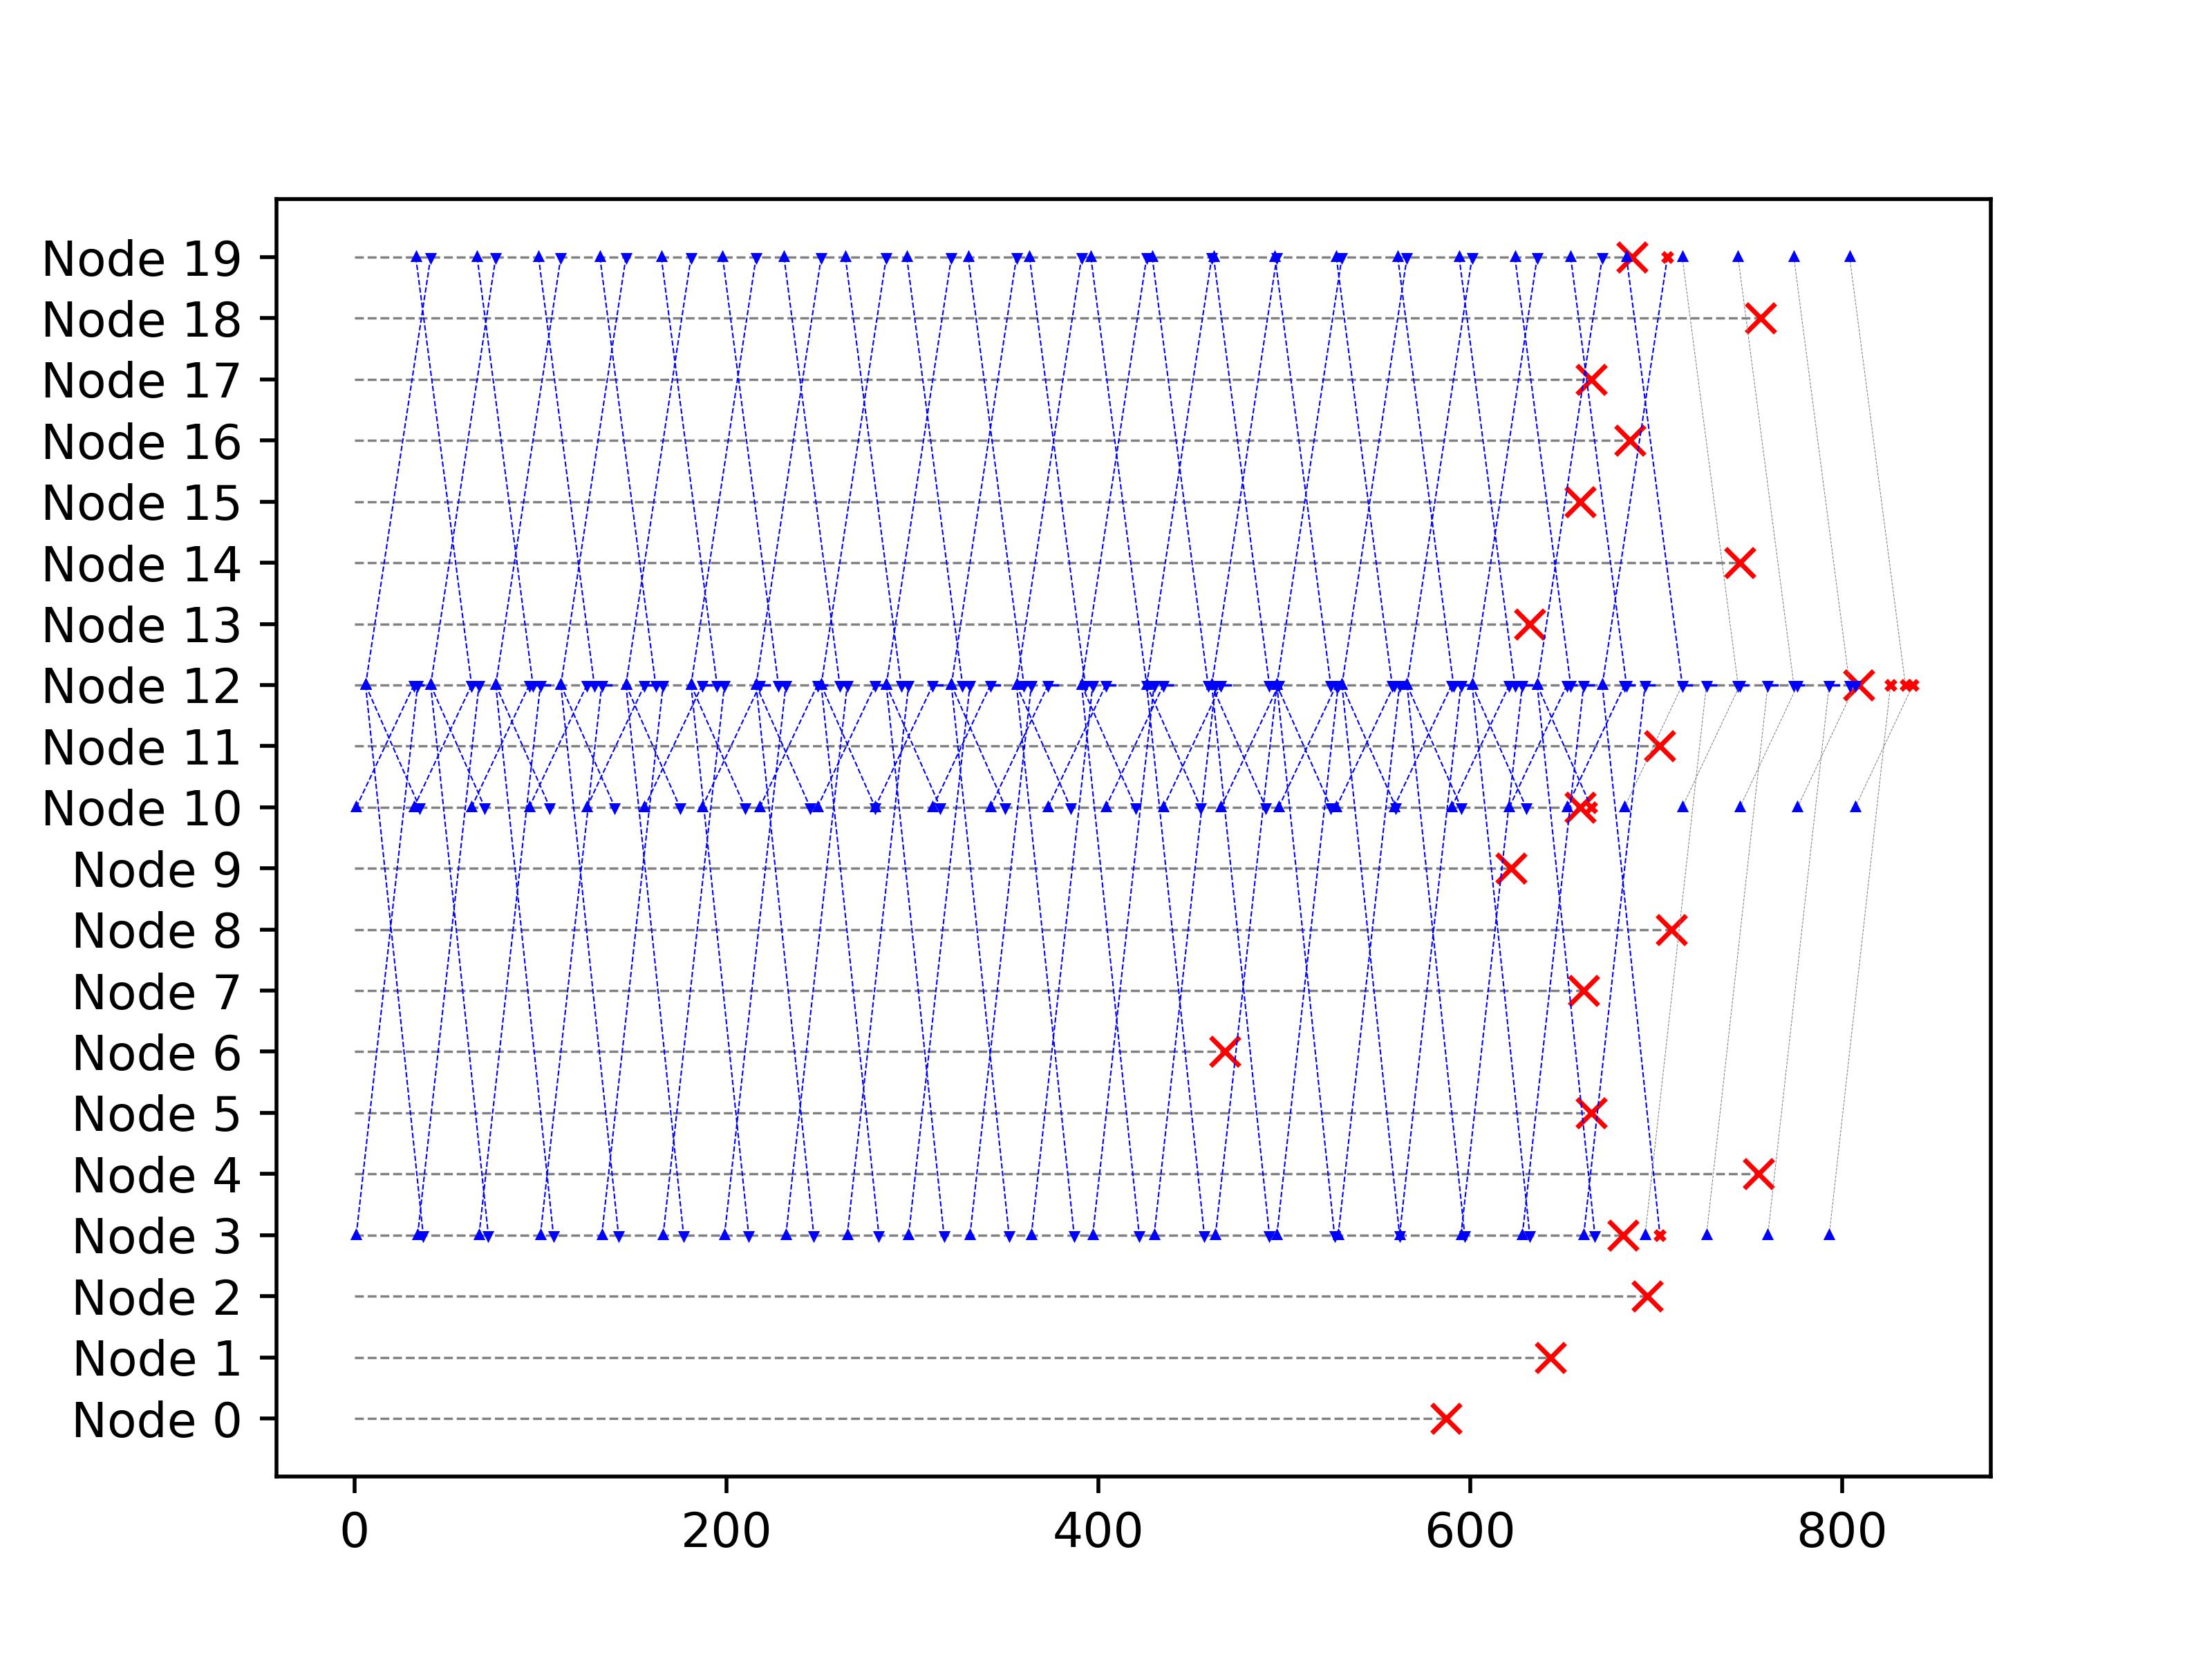 Node 19
Node 18
Node 17
Node 16
Node 15
Node 14
Node 13
Node 12
Node 11
Node 10
Node 9
Node 8
Node 7
Node 6
Node 5
Node 4
Node 3
Node 2
Node 1
Node 0
0 200 400 600 800